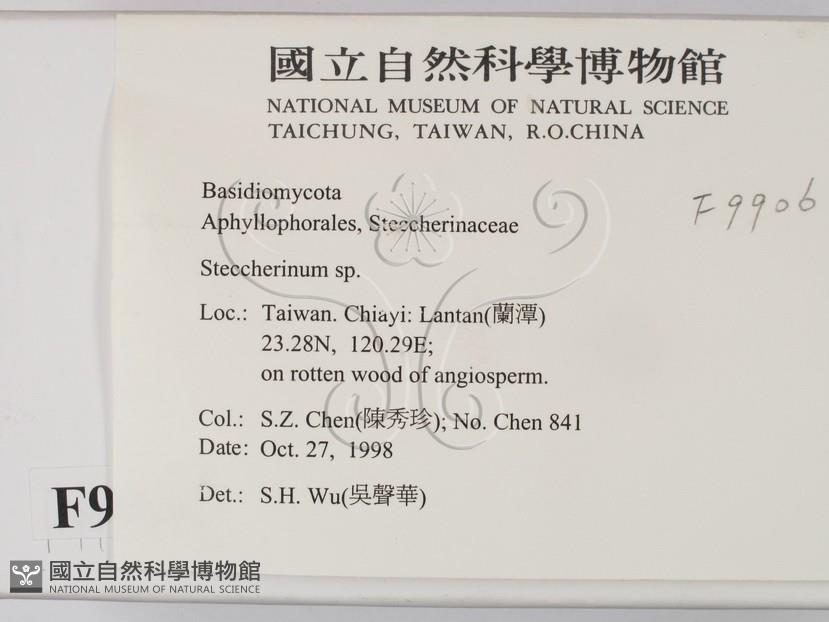 國立自然科學博物館
NATIONAL MUSEUM OF NATURAL SCIENCE
TAICHUNG, TAIWAN, R.O.CHINA
Basidiomycota
Aphyllophorales, Steccherinaceae
F9906
Steccherinum sp.
Loc.: Taiwan. Chiayi: Lantan(蘭潭)
23.28N, 120.29E;
on rotten wood of angiosperm.
Col.: S.Z. Chen(陳秀珍); No. Chen 841
Date: Oct. 27, 1998
Det.: S.H. Wu(吳聲華)
F9
國立自然科學博物館
NATIONAL MUSEUM OF NATURAL SCIENCE